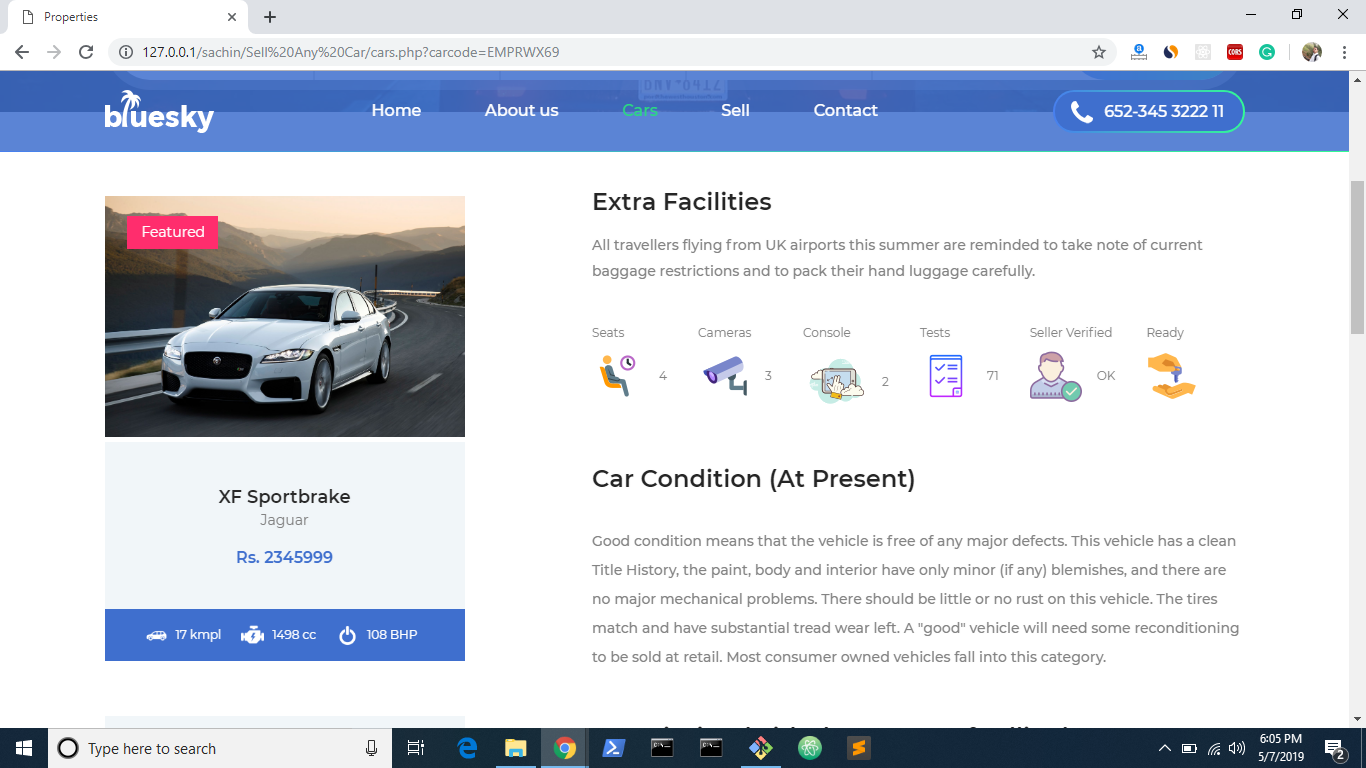 Properties
127.0.0.1/sachin/Sell%20Any%20Car/cars.php?carcode=EMPRWX69
CORS
bluesky
Home
About us
Cars
Sell
Contact
652-345 3222 11
Featured
XF Sportbrake
Jaguar
Rs. 2345999
17 kmpl
1498 cc
108 BHP
Extra Facilities
All travellers flying from UK airports this summer are reminded to take note of current
baggage restrictions and to pack their hand luggage carefully.
Seats
Cameras
Console
Tests
Seller Verified
Ready
4
3
2
71
OK
Car Condition (At Present)
Good condition means that the vehicle is free of any major defects. This vehicle has a clean
Title History, the paint, body and interior have only minor (if any) blemishes, and there are
no major mechanical problems. There should be little or no rust on this vehicle. The tires
match and have substantial tread wear left. A "good" vehicle will need some reconditioning
to be sold at retail. Most consumer owned vehicles fall into this category.
Type here to search
6:05 PM
5/7/2019
2